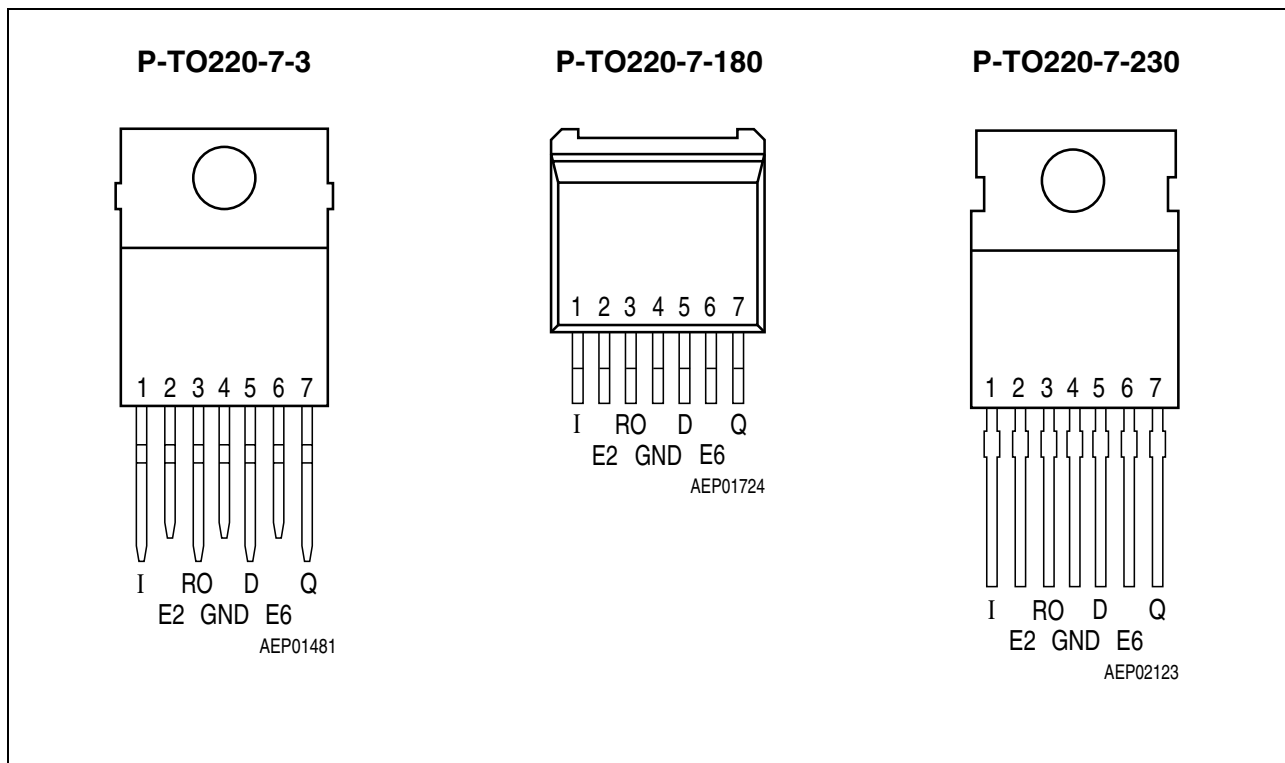 P-TO220-7-3
1 2 3 4 5 6 7
I RO D Q
E2 GND E6
AEP01481
P-TO220-7-180
1 2 3 4 5 6 7
I RO D Q
E2 GND E6
AEP01724
P-TO220-7-230
1 2 3 4 5 6 7
I RO D Q
E2 GND E6
AEP02123